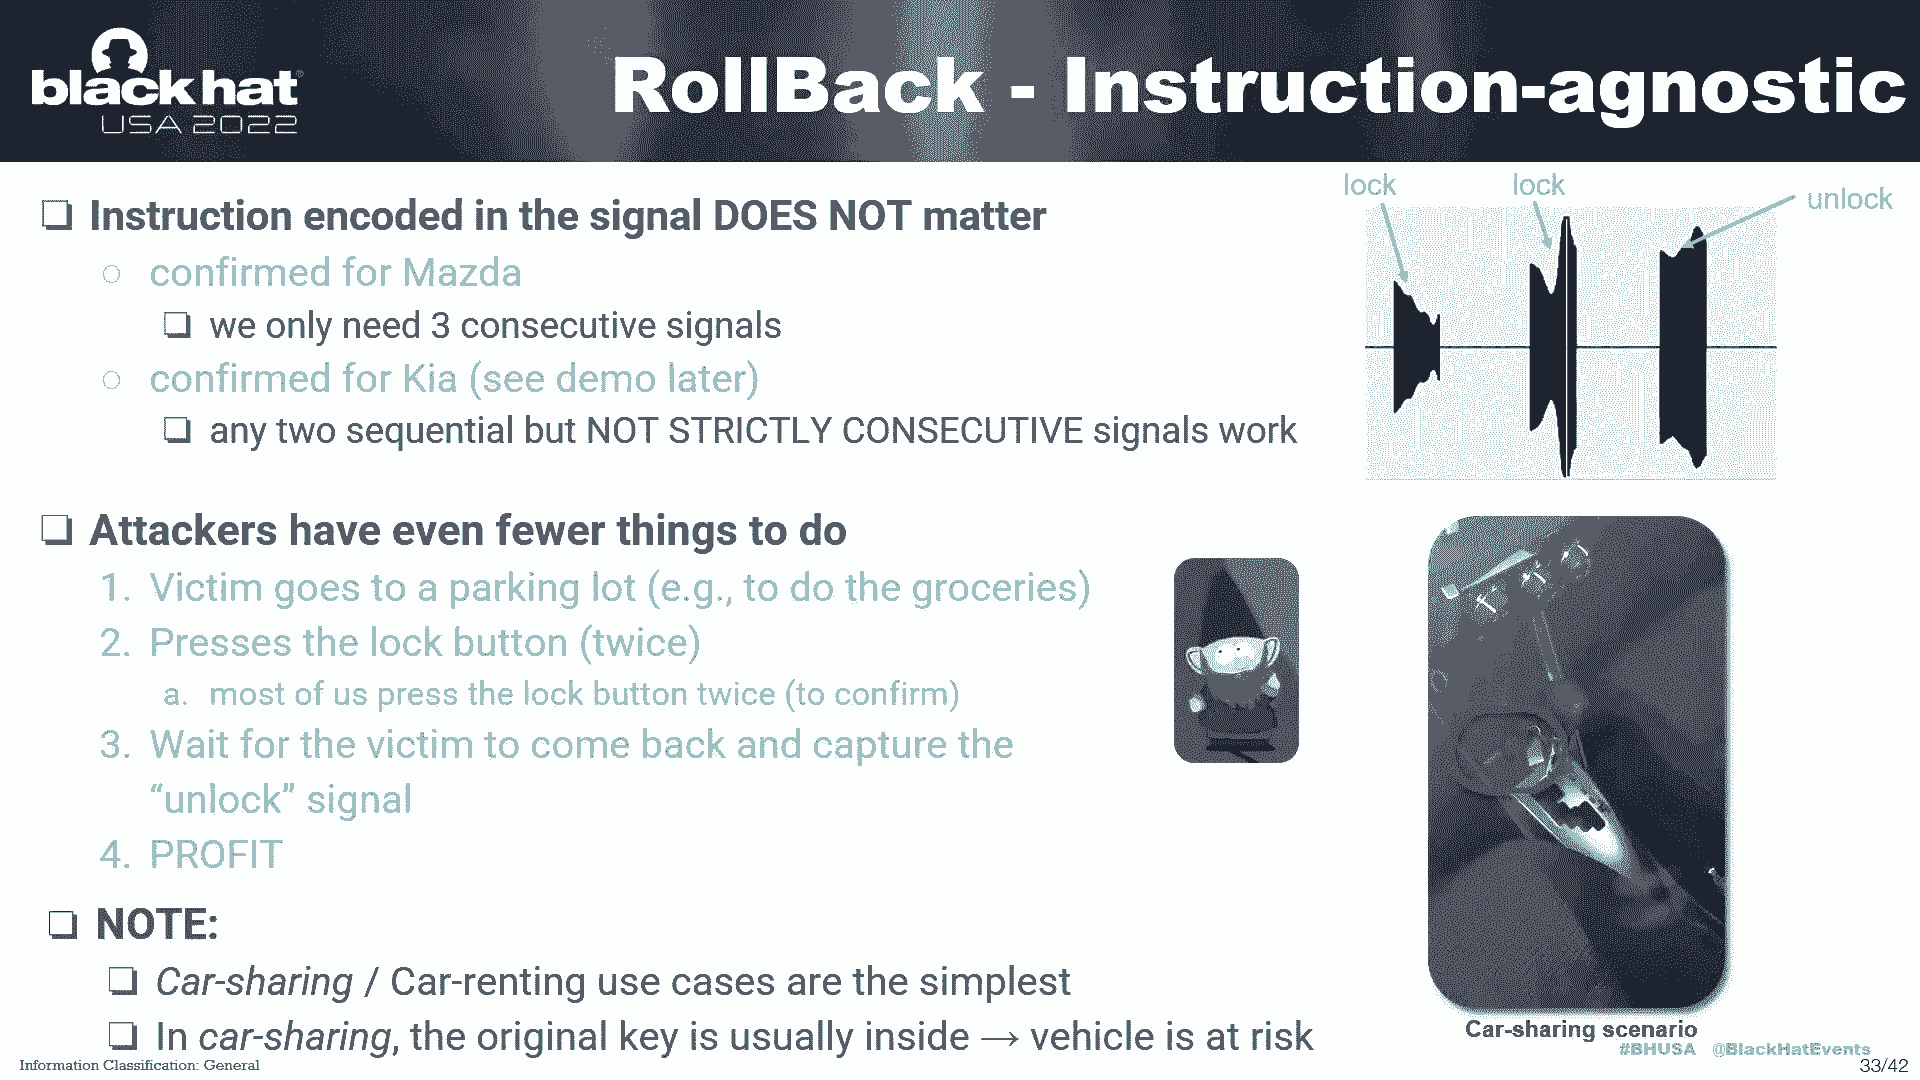 black hat®
USA 2022
RollBack - Instruction-agnostic
❏ Instruction encoded in the signal DOES NOT matter
○ confirmed for Mazda
❏ we only need 3 consecutive signals
○ confirmed for Kia (see demo later)
❏ any two sequential but NOT STRICTLY CONSECUTIVE signals work
lock
lock
unlock
❏ Attackers have even fewer things to do
1. Victim goes to a parking lot (e.g., to do the groceries)
2. Presses the lock button (twice)
a. most of us press the lock button twice (to confirm)
3. Wait for the victim to come back and capture the
“unlock” signal
4. PROFIT
❏ NOTE:
❏ Car-sharing / Car-renting use cases are the simplest
❏ In car-sharing, the original key is usually inside → vehicle is at risk
Car-sharing scenario
#BHUSA @BlackHatEvents
Information Classification: General
33/42